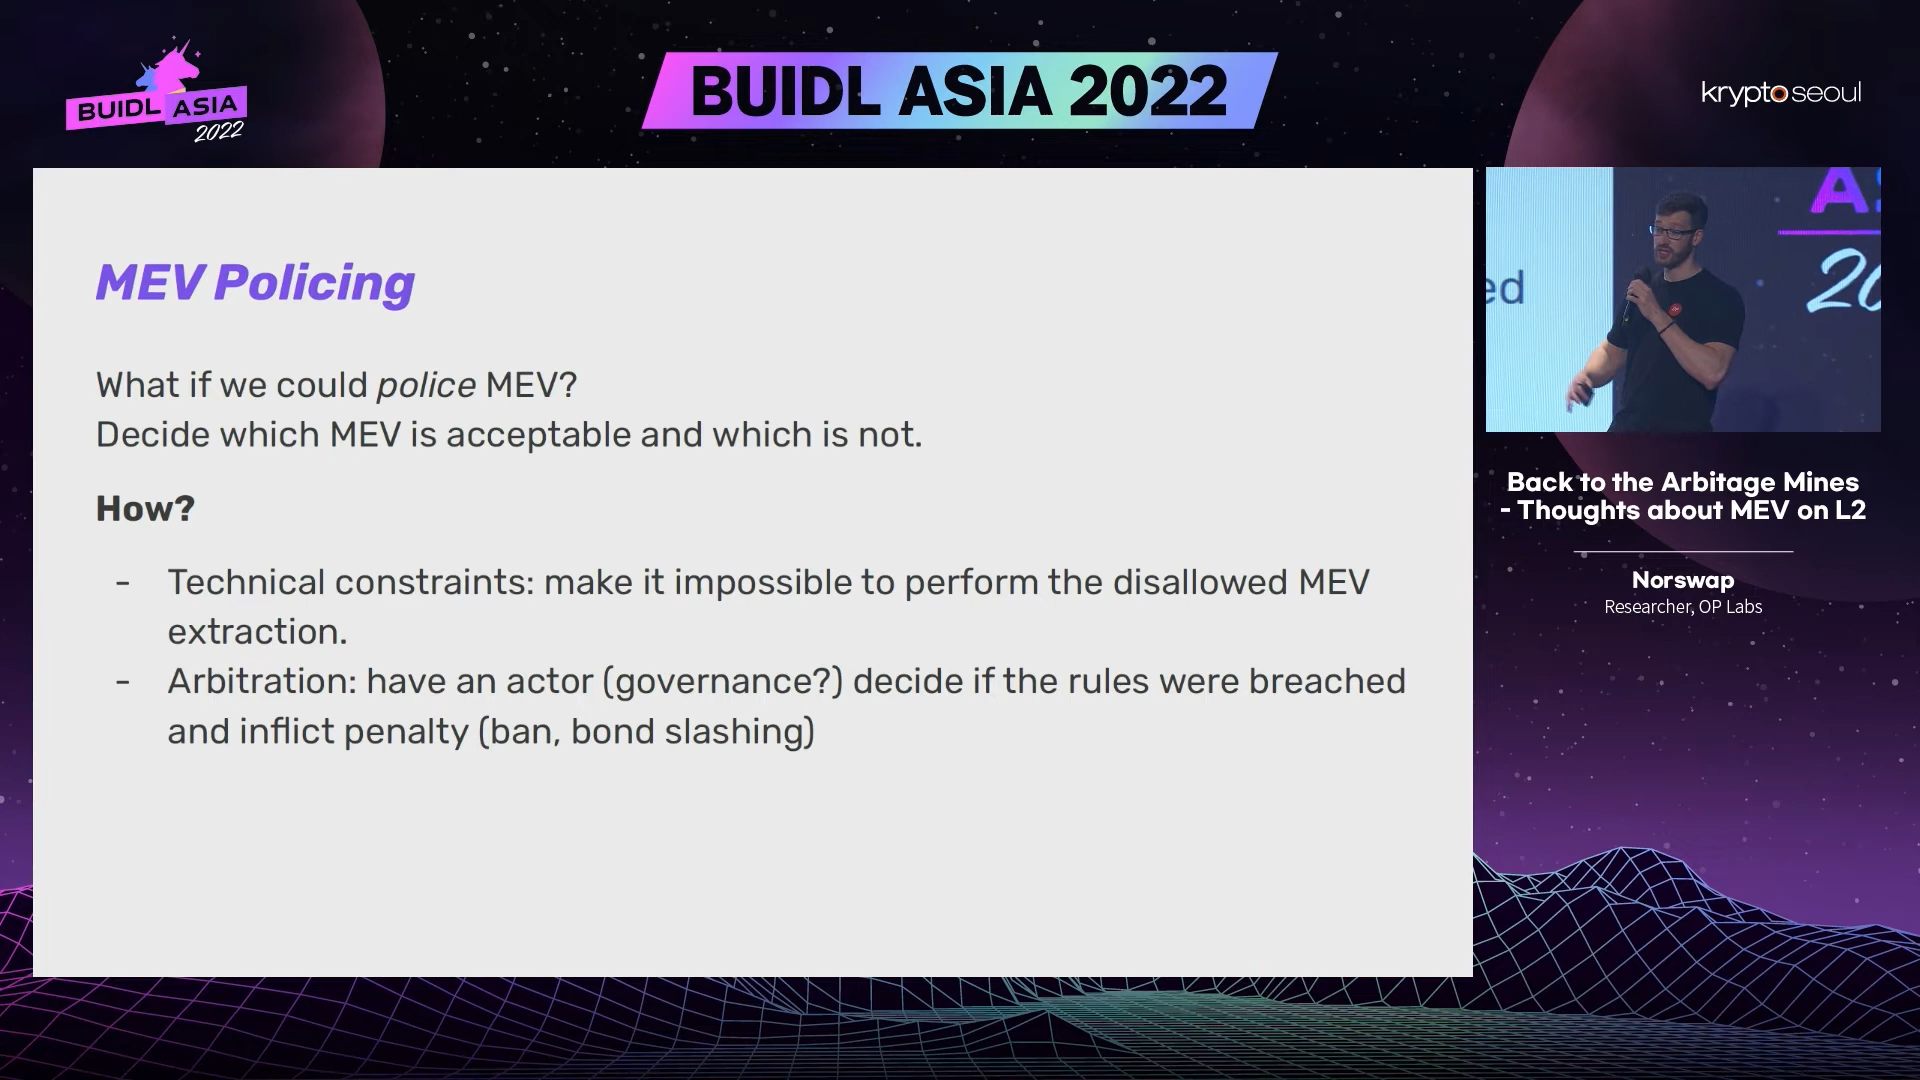 BUIDL ASIA
2022
BUIDL ASIA 2022
kryptoseoul
MEV Policing
What if we could police MEV?
Decide which MEV is acceptable and which is not.
How?
- Technical constraints: make it impossible to perform the disallowed MEV
extraction.
- Arbitration: have an actor (governance?) decide if the rules were breached
and inflict penalty (ban, bond slashing)
ed
A
20
Back to the Arbitage Mines
- Thoughts about MEV on L2
Norswap
Researcher, OP Labs